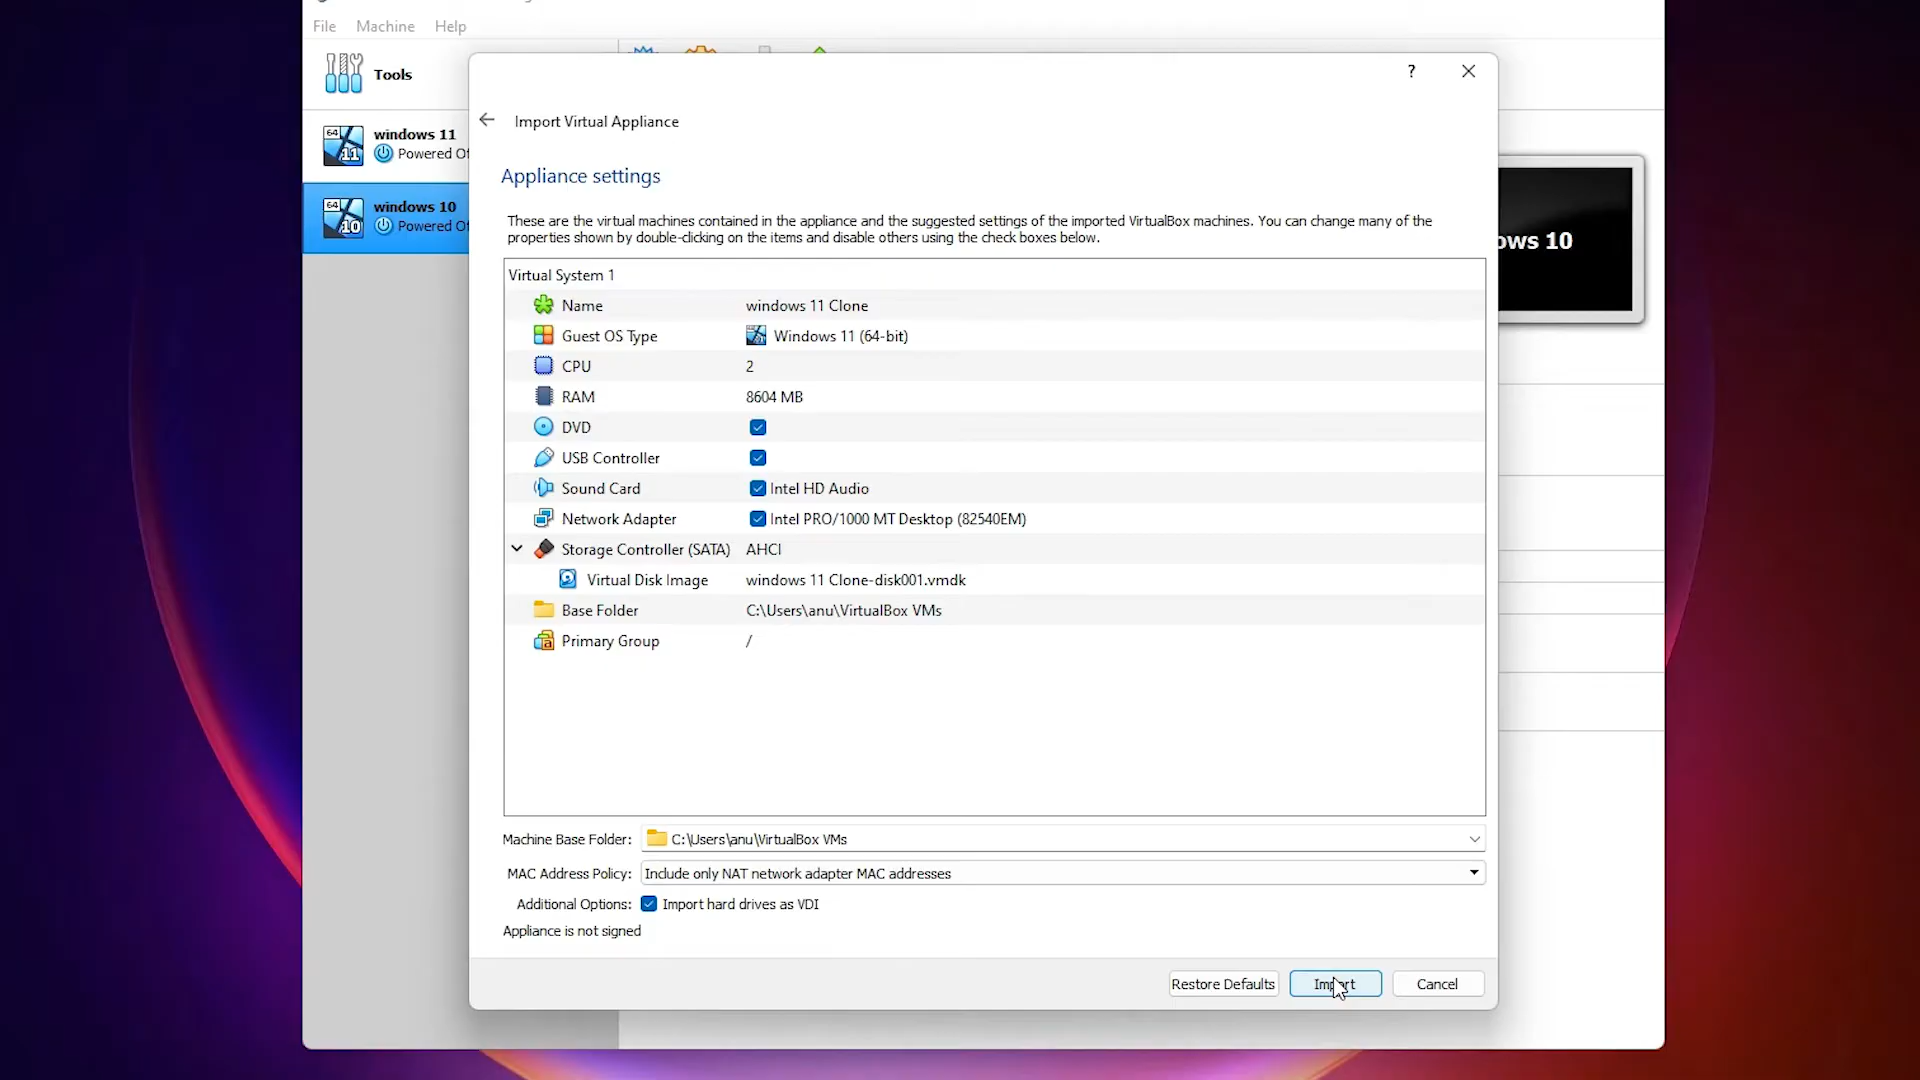 File Machine Help
Tools
64 11
windows 11
Powered
64 10
windows 10
Powered
ows 10
?
Import Virtual Appliance
Appliance settings
These are the virtual machines contained in the appliance and the suggested settings of the imported VirtualBox machines. You can change many of the
properties shown by double-clicking on the items and disable others using the check boxes below.
Virtual System 1
Name windows 11 Clone
Guest OS Type Windows 11 (64-bit)
CPU 2
RAM 8604 MB
DVD
USB Controller
Sound Card Intel HD Audio
Network Adapter Intel PRO/1000 MT Desktop (82540EM)
Storage Controller (SATA) AHCI
Virtual Disk Image windows 11 Clone-disk001.vmdk
Base Folder C:\Users\anu\VirtualBox VMs
Primary Group /
Machine Base Folder: C:\Users\anu\VirtualBox VMs
MAC Address Policy: Include only NAT network adapter MAC addresses
Additional Options: Import hard drives as VDI
Appliance is not signed
Restore Defaults Import Cancel